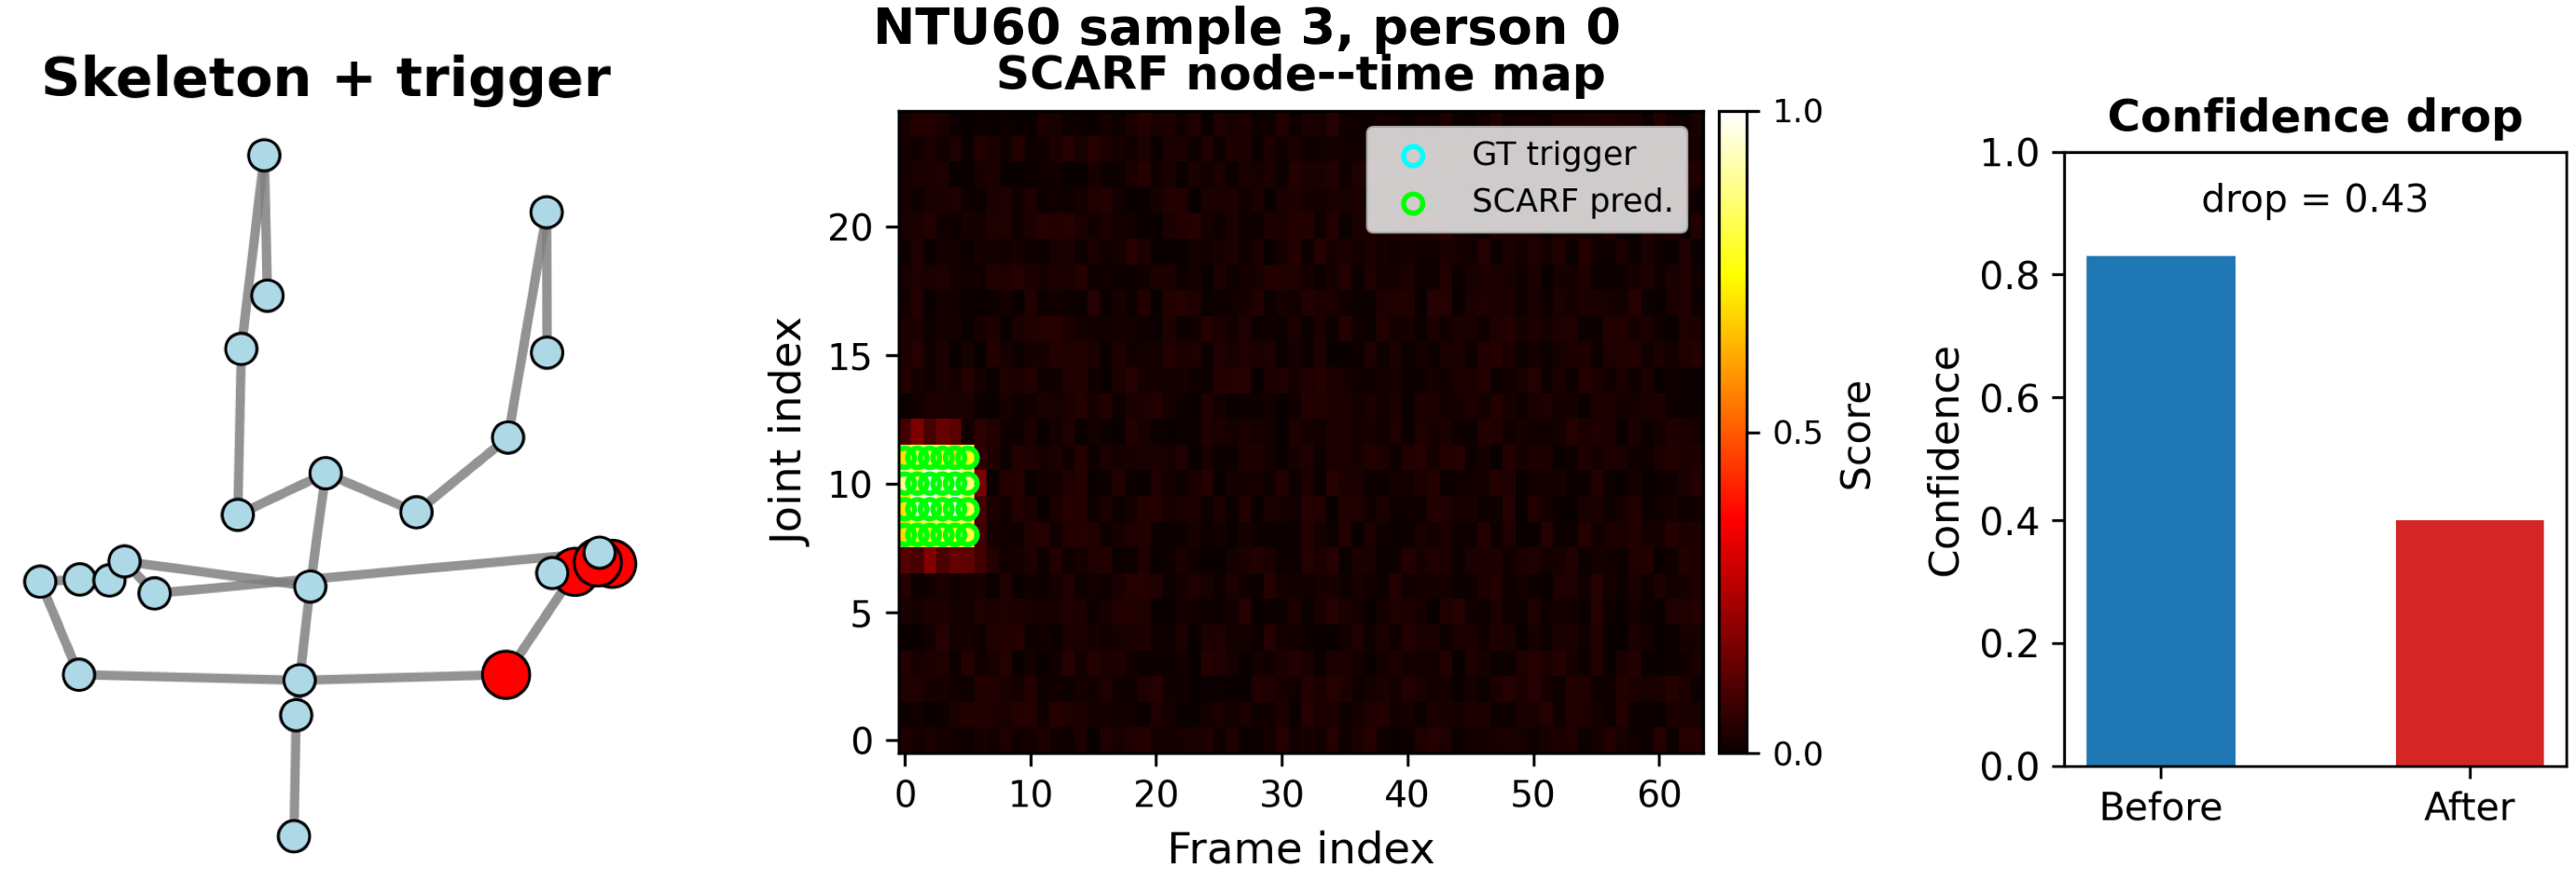 NTU60 sample 3, person 0
Skeleton + trigger
SCARF node--time map
GT trigger
SCARF pred.
Joint index
20
15
10
5
0
0 10 20 30 40 50 60
Frame index
1.0
0.5
0.0
Score
Confidence drop
drop = 0.43
Confidence
1.0
0.8
0.6
0.4
0.2
0.0
Before After